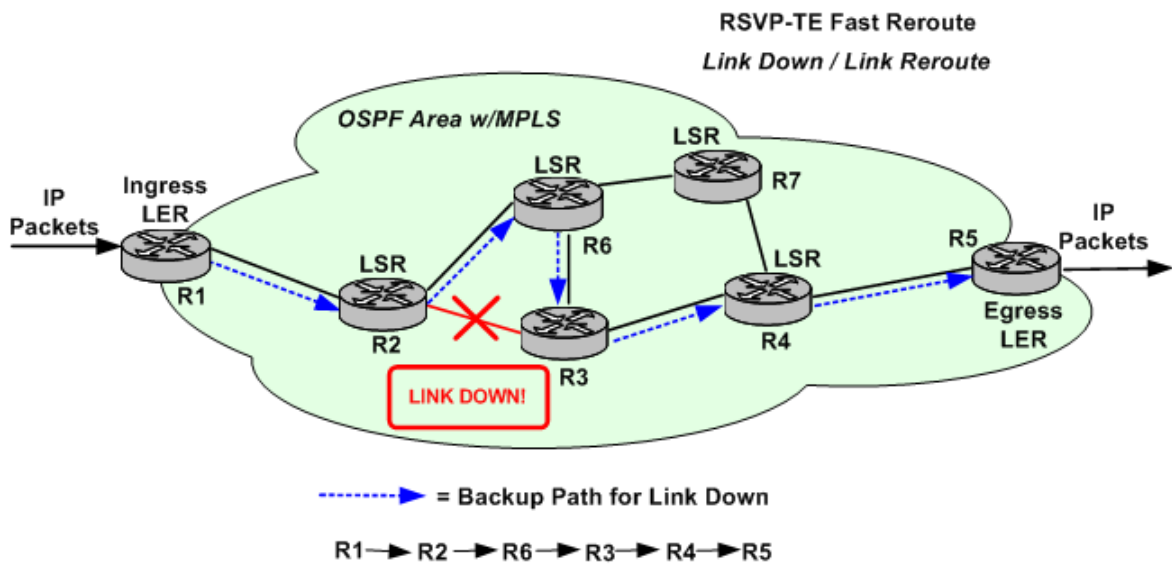 RSVP-TE Fast Reroute
Link Down / Link Reroute
OSPF Area w/MPLS
LSR
LSR
R7
IP
Packets
Ingress
LER
R1
R6
LSR
R2
LSR
R4
R5
IP
Packets
Egress
LER
R3
LINK DOWN!
= Backup Path for Link Down
R1 R2 R6 R3 R4 R5